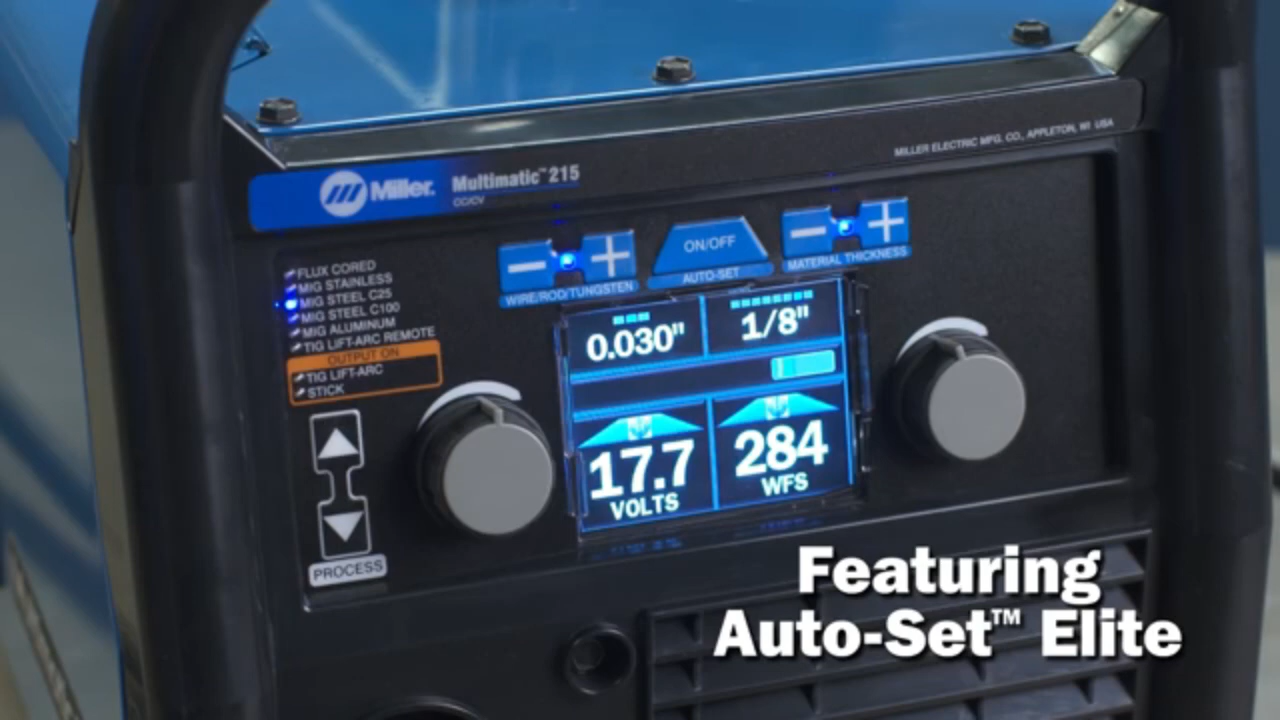 MILLER ELECTRIC MFG. CO., APPLETON, WI USA
Miller.
Multimatic™ 215
CC/CV
FLUX CORED
MIG STAINLESS
MIG STEEL C25
MIG STEEL C100
MIG ALUMINUM
TIG LIFT-ARC REMOTE
OUTPUT ON
TIG LIFT-ARC
STICK
PROCESS
- +
WIRE/ROD/TUNGSTEN
ON/OFF
AUTO-SET
- +
MATERIAL THICKNESS
0.030"
1/8"
17.7
VOLTS
284
WFS
Featuring
Auto-Set™ Elite